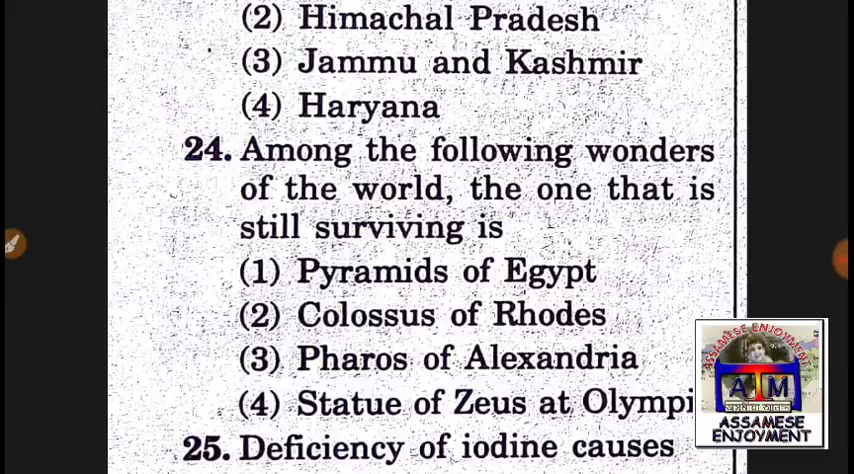 (2) Himachal Pradesh
(3) Jammu and Kashmir
(4) Haryana
24. Among the following wonders
of the world, the one that is
still surviving is
(1) Pyramids of Egypt
(2) Colossus of Rhodes
(3) Pharos of Alexandria
(4) Statue of Zeus at Olympi
25. Deficiency of iodine causes
ASSAMESE ENJOYMENT
ATM
ASSAMESE
ENJOYMENT